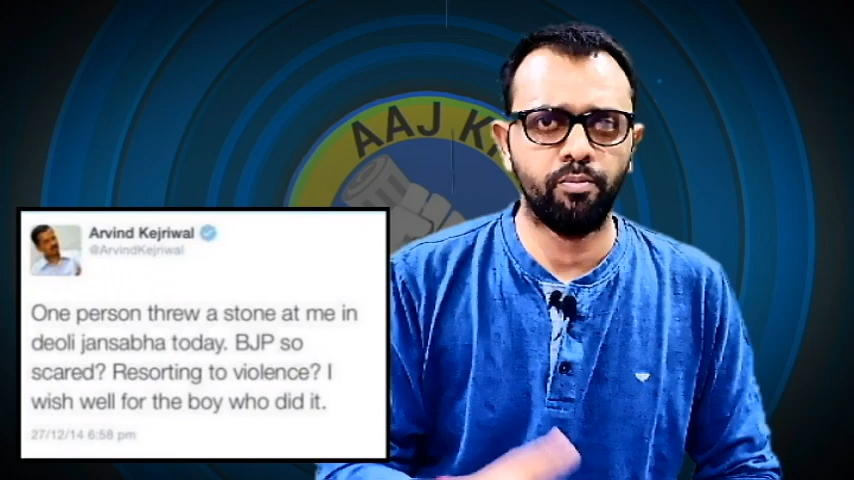 AAJ K
Arvind Kejriwal
@ArvindKejriwal
One person threw a stone at me in
deoli jansabha today. BJP so
scared? Resorting to violence? I
wish well for the boy who did it.
27/12/14 6:58 pm